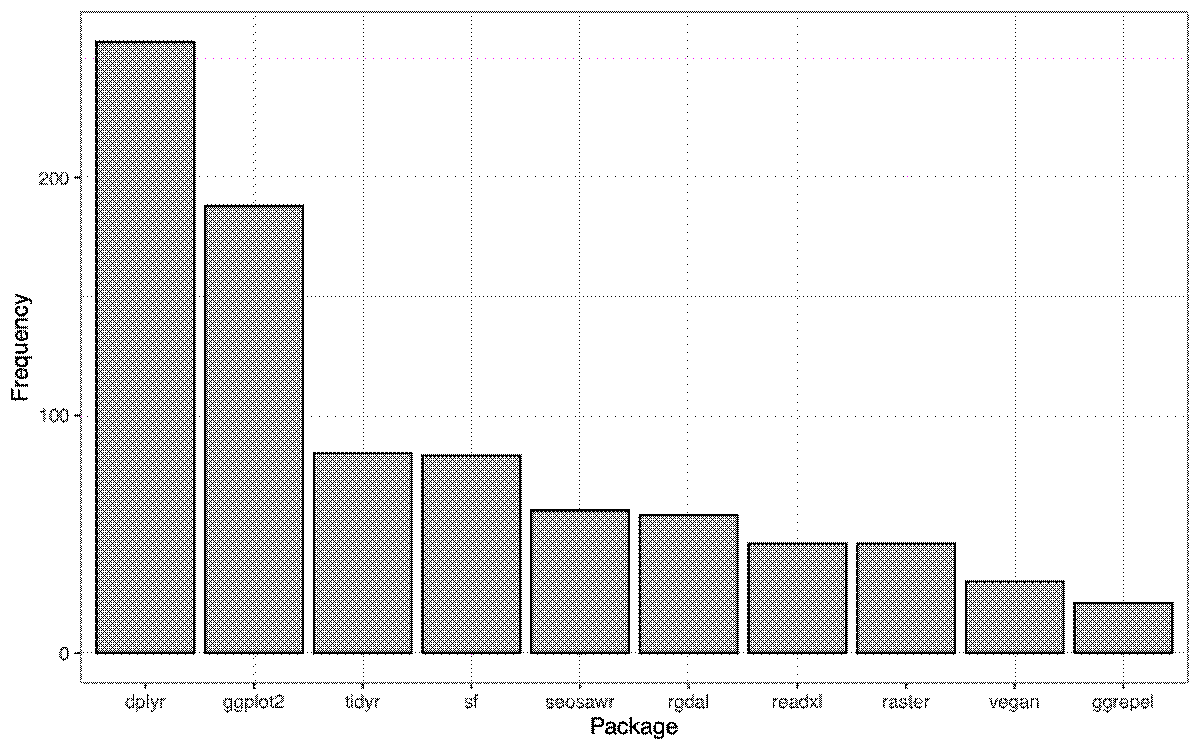 Frequency
200
100
0
dplyr ggplot2 tidyr sf seosawr rgdal readxl raster vegan ggrepel
Package